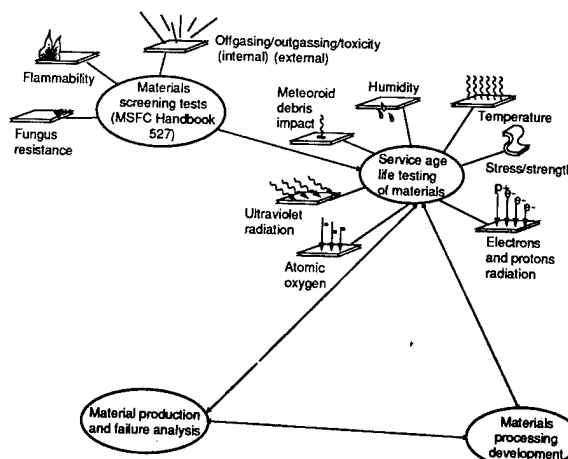 Offgasing/outgassing/toxicity
(internal) (external)
Flammability
Materials
screening tests
(MSFC Handbook
527)
Fungus
resistance
Meteoroid
debris
impact
Humidity
Temperature
Service age
life testing
of materials
Stress/strength
Ultraviolet
radiation
p+
e-
e-
e-
Electrons
and protons
radiation
Atomic
oxygen
Material production
and failure analysis
Materials
processing
development